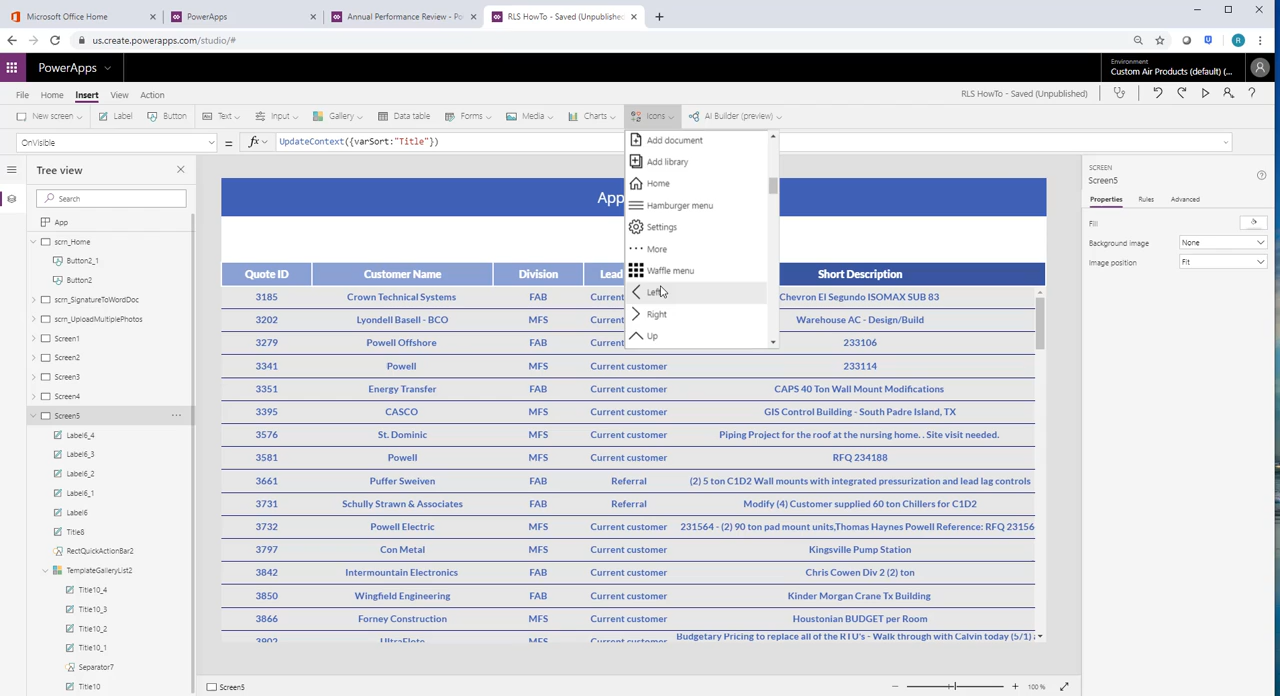 Microsoft Office Home
PowerApps
Annual Performance Review - Po
RLS HowTo - Saved (Unpublished)
us.create.powerapps.com/studio/#
R
PowerApps
Environment
Custom Air Products (default) (...
File Home Insert View Action
RLS HowTo - Saved (Unpublished)
New screen Label Button Text Input Gallery Data table Forms Media Charts Icons AI Builder (preview)
OnVisible = fx UpdateContext({varSort:"Title"})
Tree view
Search
App
scrn_Home
Button2_1
Button2
scrn_SignatureToWordDoc
scrn_UploadMultiplePhotos
Screen1
Screen2
Screen3
Screen4
Screen5 ...
Label6_4
Label6_3
Label6_2
Label6_1
Label6
Title8
RectQuickActionBar2
TemplateGalleryList2
Title10_4
Title10_3
Title10_2
Title10_1
Separator7
Title10
Add document
Add library
Home
Hamburger menu
Settings
More
Waffle menu
Left
Right
Up
App
Quote ID Customer Name Division Lead Short Description
3185 Crown Technical Systems FAB Current Chevron El Segundo ISOMAX SUB 83
3202 Lyondell Basell - BCO MFS Current Warehouse AC - Design/Build
3279 Powell Offshore FAB Current 233106
3341 Powell MFS Current customer 233114
3351 Energy Transfer FAB Current customer CAPS 40 Ton Wall Mount Modifications
3395 CASCO MFS Current customer GIS Control Building - South Padre Island, TX
3576 St. Dominic MFS Current customer Piping Project for the roof at the nursing home. . Site visit needed.
3581 Powell MFS Current customer RFQ 234188
3661 Puffer Sweiven FAB Referral (2) 5 ton C1D2 Wall mounts with integrated pressurization and lead lag controls
3731 Schully Strawn & Associates FAB Referral Modify (4) Customer supplied 60 ton Chillers for C1D2
3732 Powell Electric MFS Current customer 231564 - (2) 90 ton pad mount units,Thomas Haynes Powell Reference: RFQ 23156
3797 Con Metal MFS Current customer Kingsville Pump Station
3842 Intermountain Electronics FAB Current customer Chris Cowen Div 2 (2) ton
3850 Wingfield Engineering FAB Current customer Kinder Morgan Crane Tx Building
3866 Forney Construction MFS Current customer Houstonian BUDGET per Room
3902 UltraFlote MFS Current customer Budgetary Pricing to replace all of the RTU's - Walk through with Calvin today (5/1)
SCREEN
Screen5
Properties Rules Advanced
Fill
Background image None
Image position Fit
Screen5
100 %